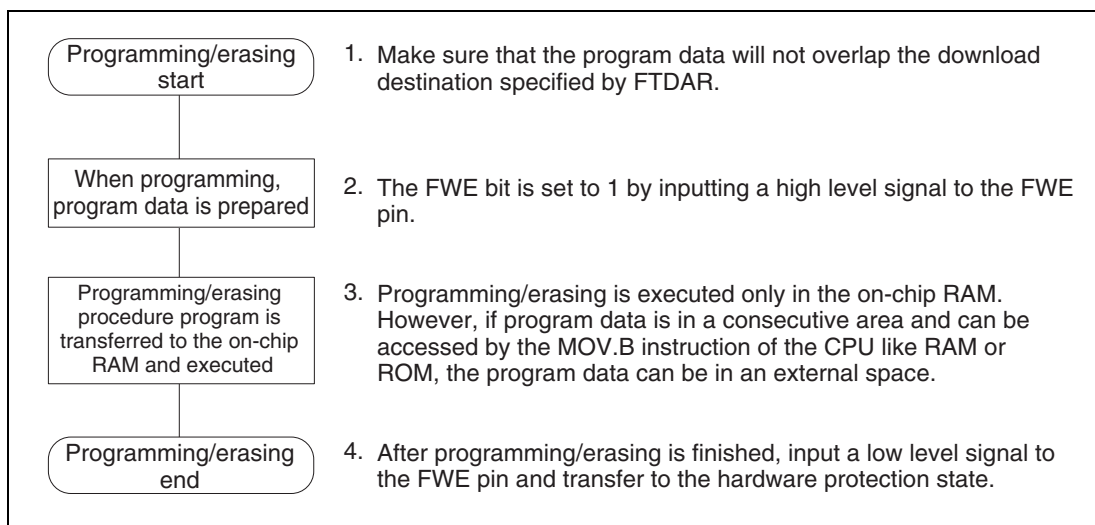 Programming/erasing
start
1. Make sure that the program data will not overlap the download
destination specified by FTDAR.
When programming,
program data is prepared
2. The FWE bit is set to 1 by inputting a high level signal to the FWE
pin.
Programming/erasing
procedure program is
transferred to the on-chip
RAM and executed
3. Programming/erasing is executed only in the on-chip RAM.
However, if program data is in a consecutive area and can be
accessed by the MOV.B instruction of the CPU like RAM or
ROM, the program data can be in an external space.
Programming/erasing
end
4. After programming/erasing is finished, input a low level signal to
the FWE pin and transfer to the hardware protection state.